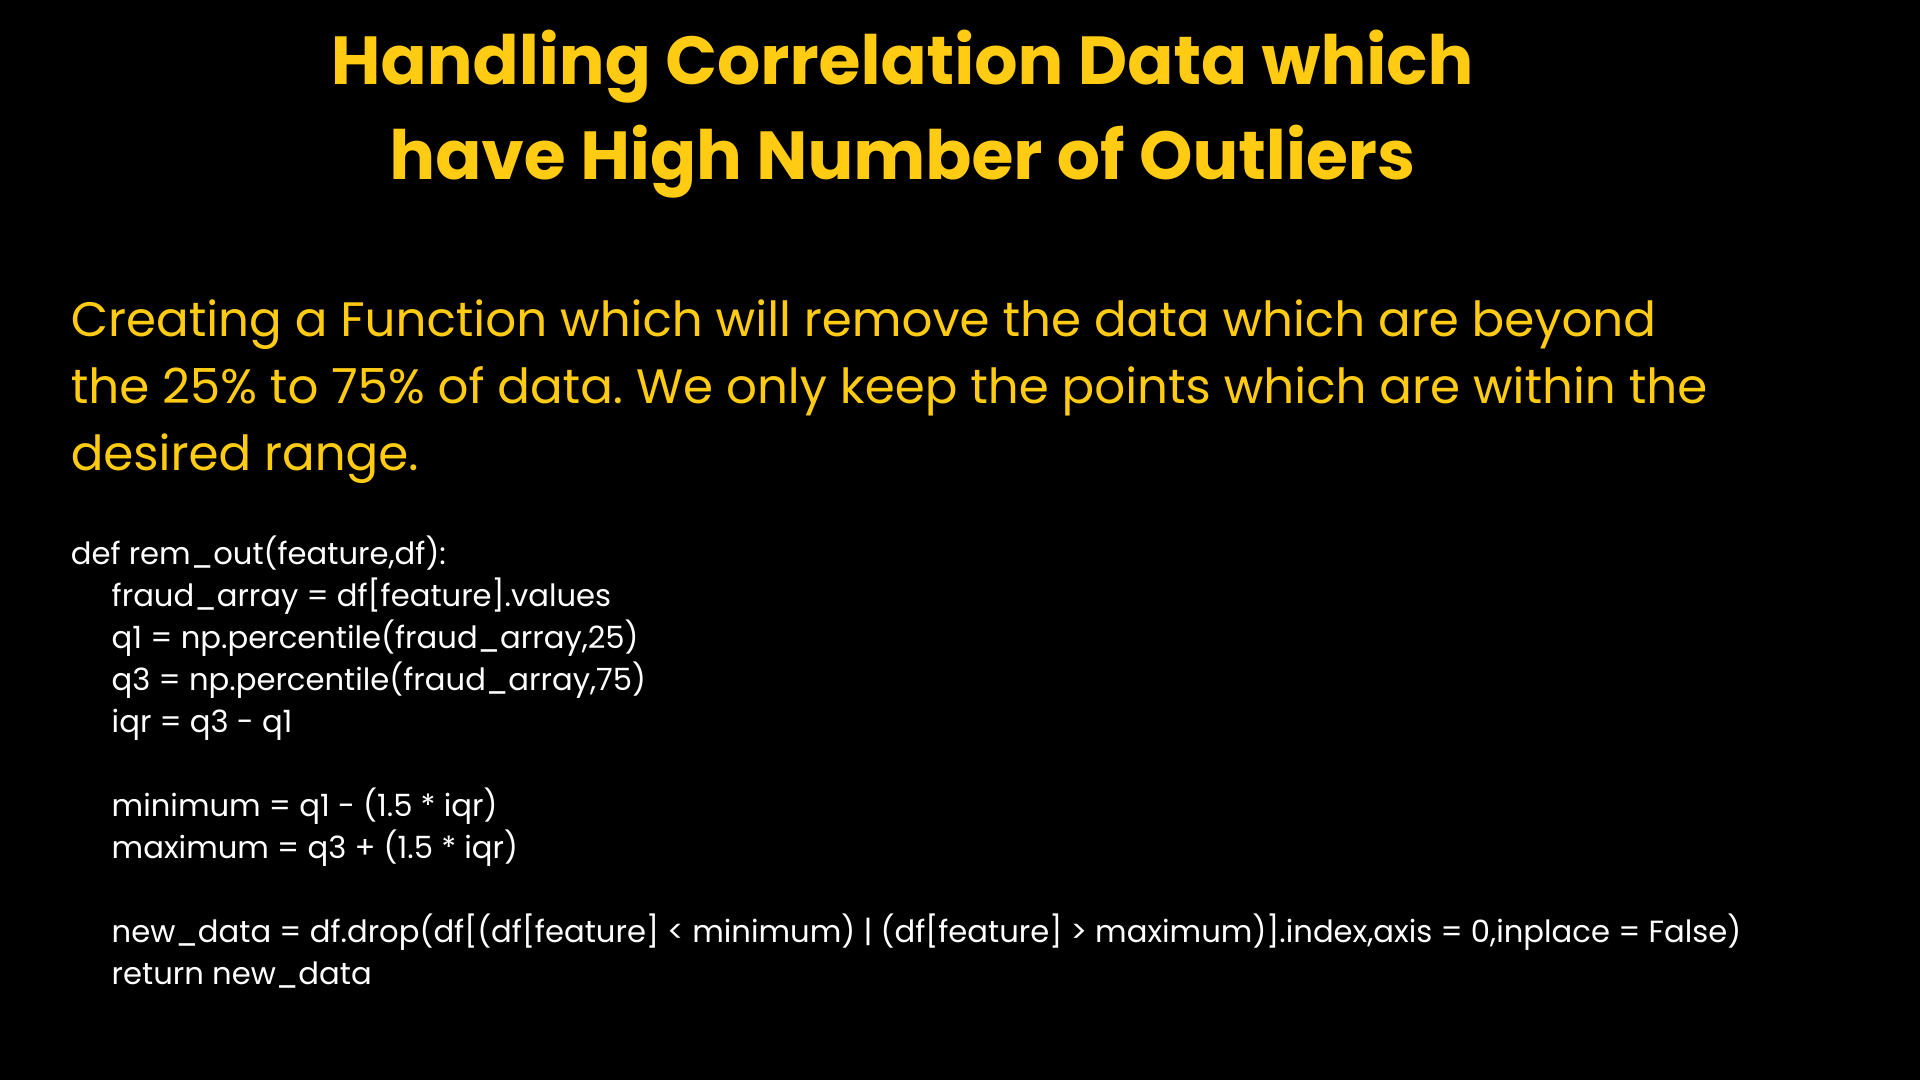 Handling Correlation Data which
have High Number of Outliers
Creating a Function which will remove the data which are beyond
the 25% to 75% of data. We only keep the points which are within the
desired range.
def rem_out(feature,df):
fraud_array = df[feature].values
q1 = np.percentile(fraud_array,25)
q3 = np.percentile(fraud_array,75)
iqr = q3 - q1
minimum = q1 - (1.5 * iqr)
maximum = q3 + (1.5 * iqr)
new_data = df.drop(df[(df[feature] < minimum) | (df[feature] > maximum)].index,axis = 0,inplace = False)
return new_data